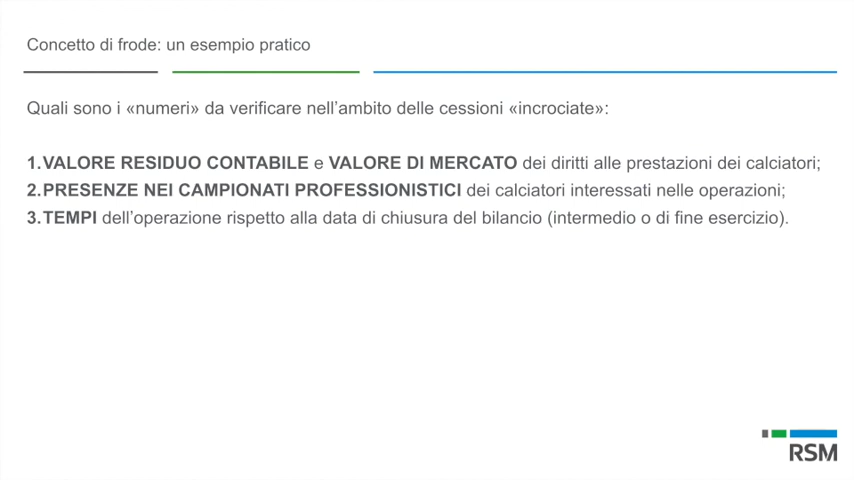 Concetto di frode: un esempio pratico
Quali sono i «numeri» da verificare nell’ambito delle cessioni «incrociate»:
1.VALORE RESIDUO CONTABILE e VALORE DI MERCATO dei diritti alle prestazioni dei calciatori;
2.PRESENZE NEI CAMPIONATI PROFESSIONISTICI dei calciatori interessati nelle operazioni;
3.TEMPI dell’operazione rispetto alla data di chiusura del bilancio (intermedio o di fine esercizio).
RSM